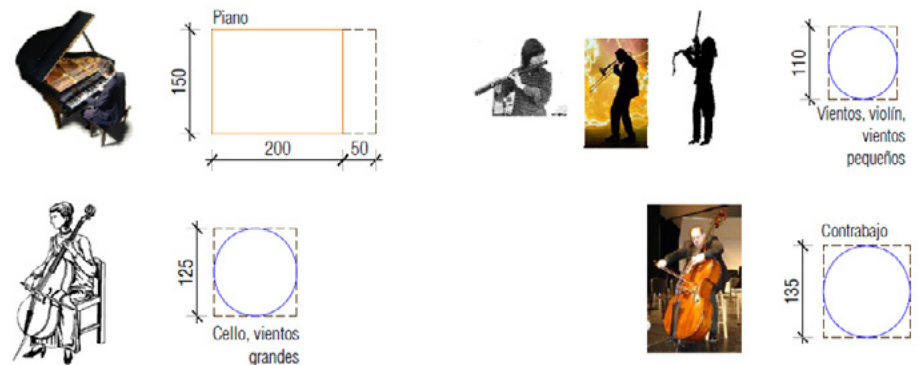 Piano
150
200
50
110
Vientos, violín,
vientos
pequeños
125
Cello, vientos
grandes
Contrabajo
135